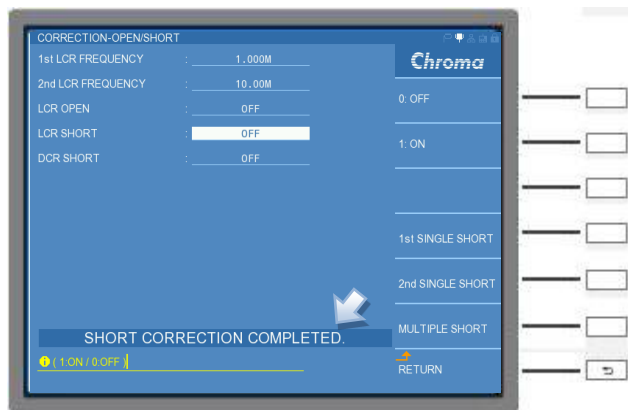 CORRECTION-OPEN/SHORT
Chroma
1st LCR FREQUENCY : 1.000M
2nd LCR FREQUENCY : 10.00M
LCR OPEN : OFF
LCR SHORT : OFF
DCR SHORT : OFF
0: OFF
1: ON
1st SINGLE SHORT
2nd SINGLE SHORT
MULTIPLE SHORT
RETURN
SHORT CORRECTION COMPLETED.
( 1:ON / 0:OFF )